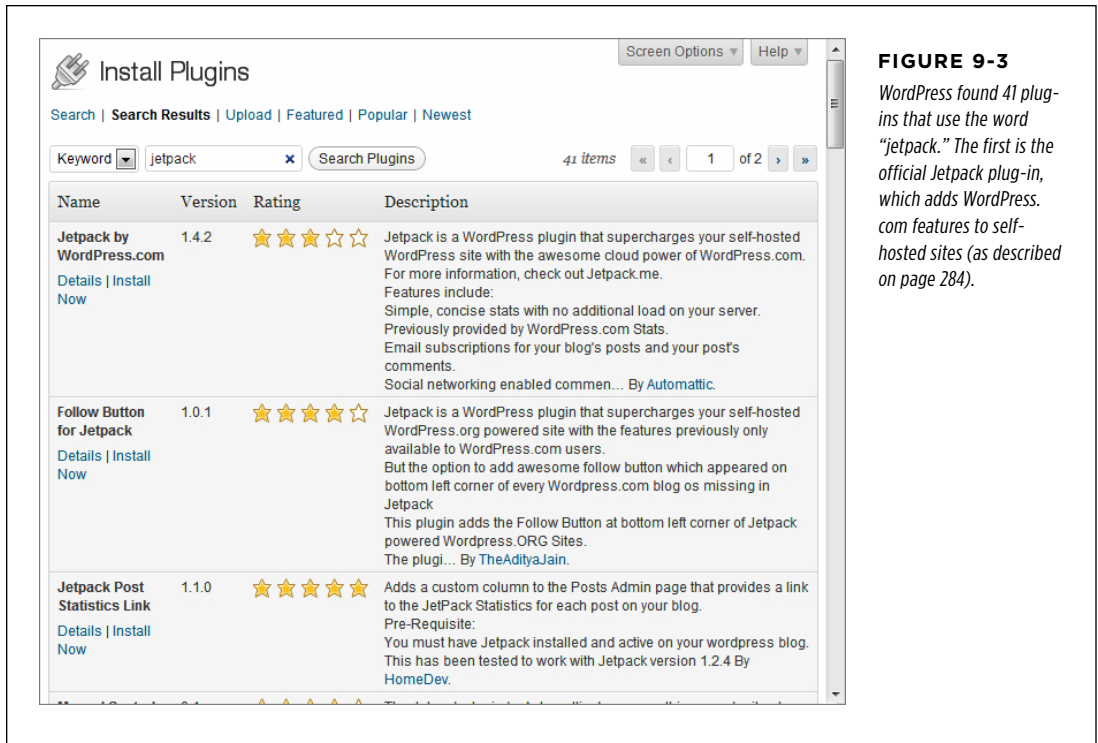 Install Plugins
Screen Options
Help
Search | Search Results | Upload | Featured | Popular | Newest
Keyword
jetpack
×
Search Plugins
41 items
«
‹
1
of 2
›
»
Name
Version
Rating
Description
Jetpack by
WordPress.com
Details | Install
Now
1.4.2
Jetpack is a WordPress plugin that supercharges your self-hosted
WordPress site with the awesome cloud power of WordPress.com.
For more information, check out Jetpack.me.
Features include:
Simple, concise stats with no additional load on your server.
Previously provided by WordPress.com Stats.
Email subscriptions for your blog's posts and your post's
comments.
Social networking enabled commen… By Automattic.
Follow Button
for Jetpack
Details | Install
Now
1.0.1
Jetpack is a WordPress plugin that supercharges your self-hosted
WordPress.org powered site with the features previously only
available to WordPress.com users.
But the option to add awesome follow button which appeared on
bottom left corner of every Wordpress.com blog os missing in
Jetpack
This plugin adds the Follow Button at bottom left corner of Jetpack
powered Wordpress.ORG Sites.
The plugi… By TheAdityaJain.
Jetpack Post
Statistics Link
Details | Install
Now
1.1.0
Adds a custom column to the Posts Admin page that provides a link
to the JetPack Statistics for each post on your blog.
Pre-Requisite:
You must have Jetpack installed and active on your wordpress blog.
This has been tested to work with Jetpack version 1.2.4 By
HomeDev.
FIGURE 9-3
WordPress found 41 plug-
ins that use the word
“jetpack.” The first is the
official Jetpack plug-in,
which adds WordPress.
com features to self-
hosted sites (as described
on page 284).